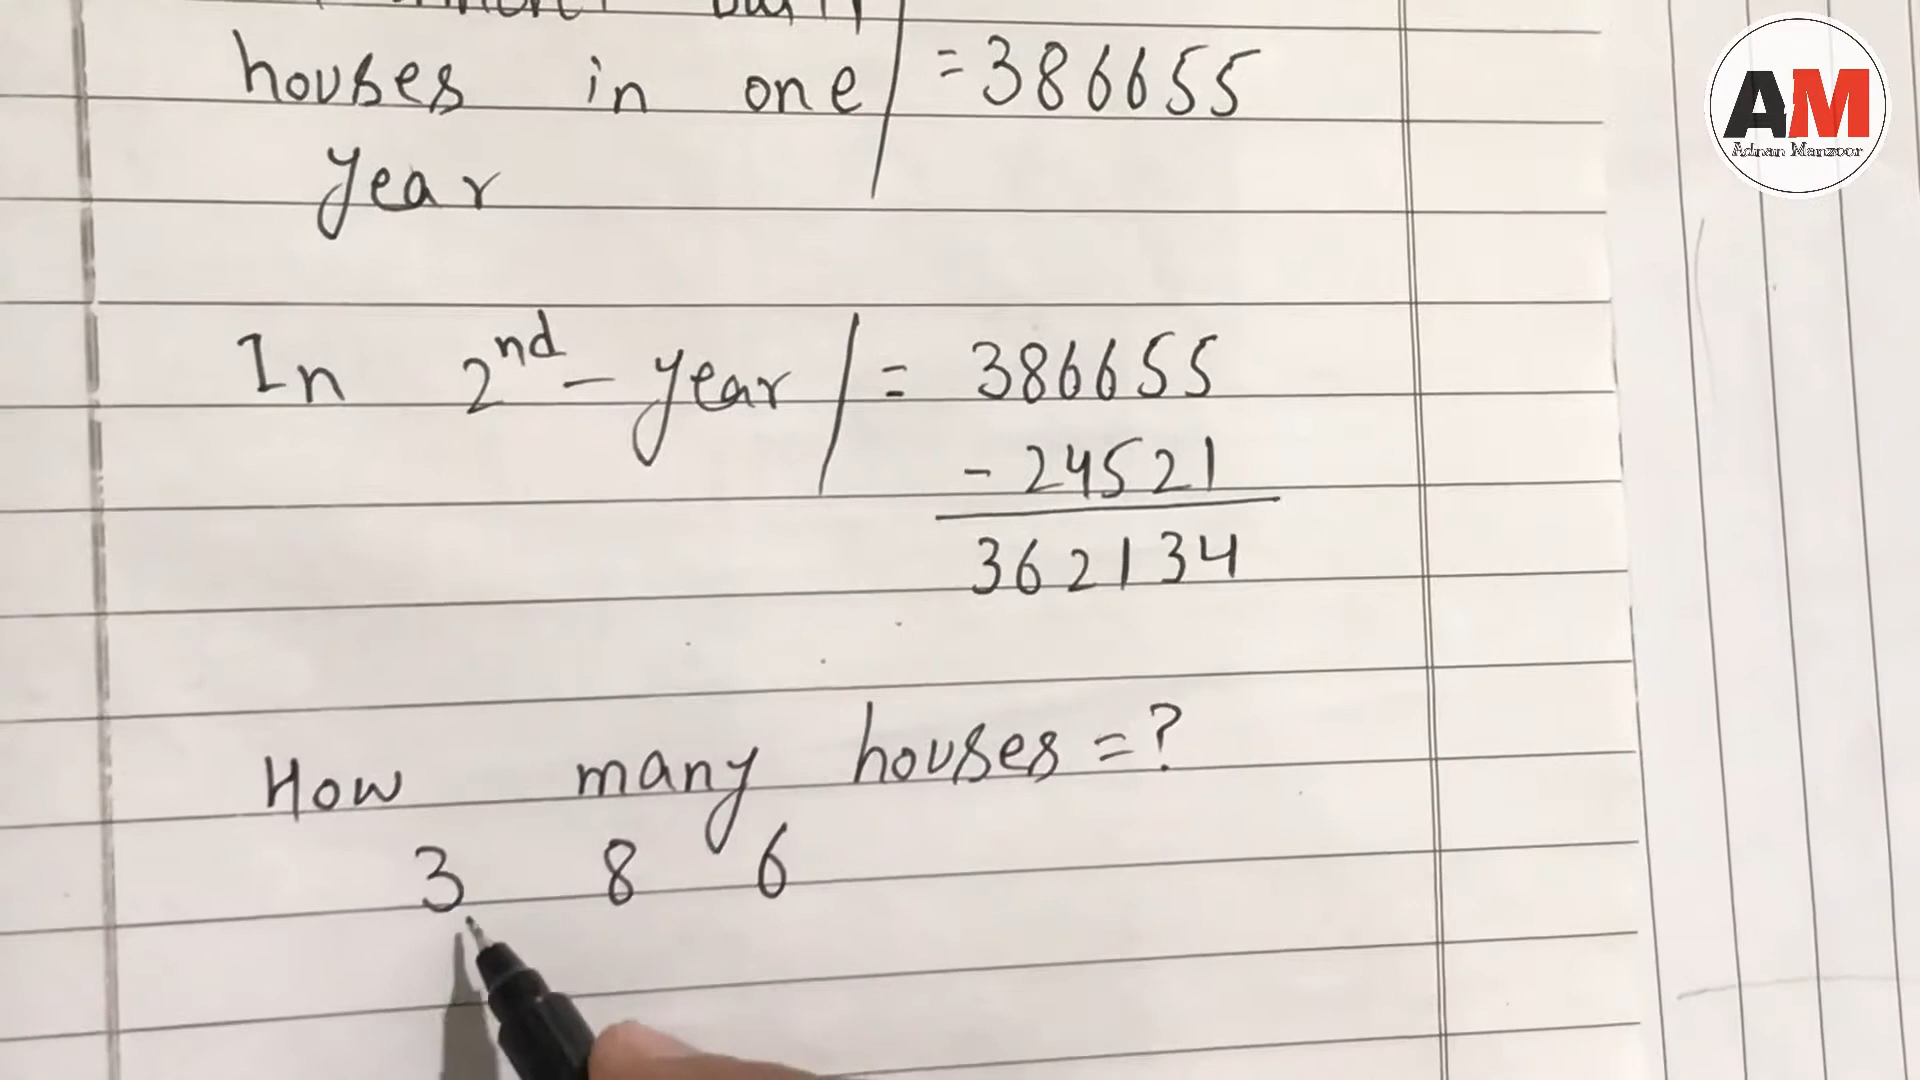 houses in one = 386655
year
In 2nd - year = 386655
- 24521
362134
How many houses = ?
3 8 6
AM
Adnan Manzoor